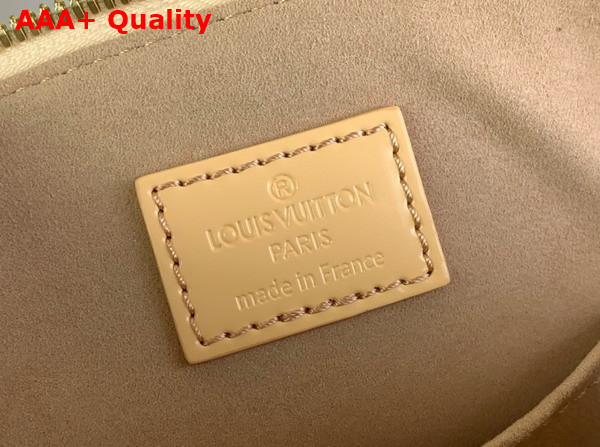 AAA+ Quality
®
LOUIS VUITTON
PARIS
made in France